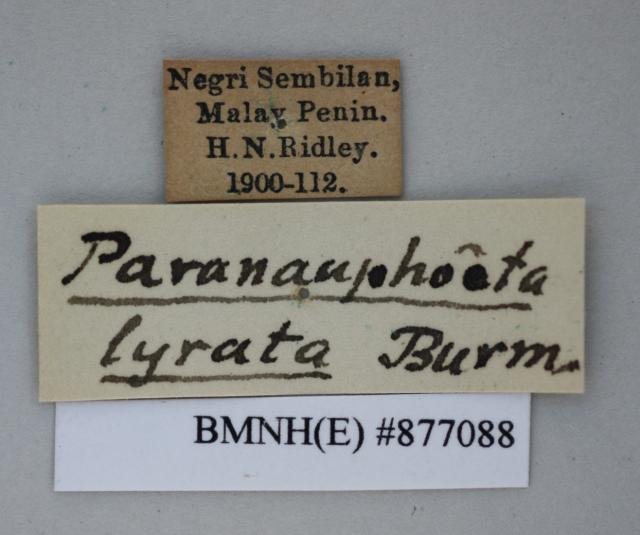 Negri Sembilan,
Malay Penin.
H.N.Ridley.
1900-112.
Paranauphoëta
lyrata Burm.
BMNH(E) #877088